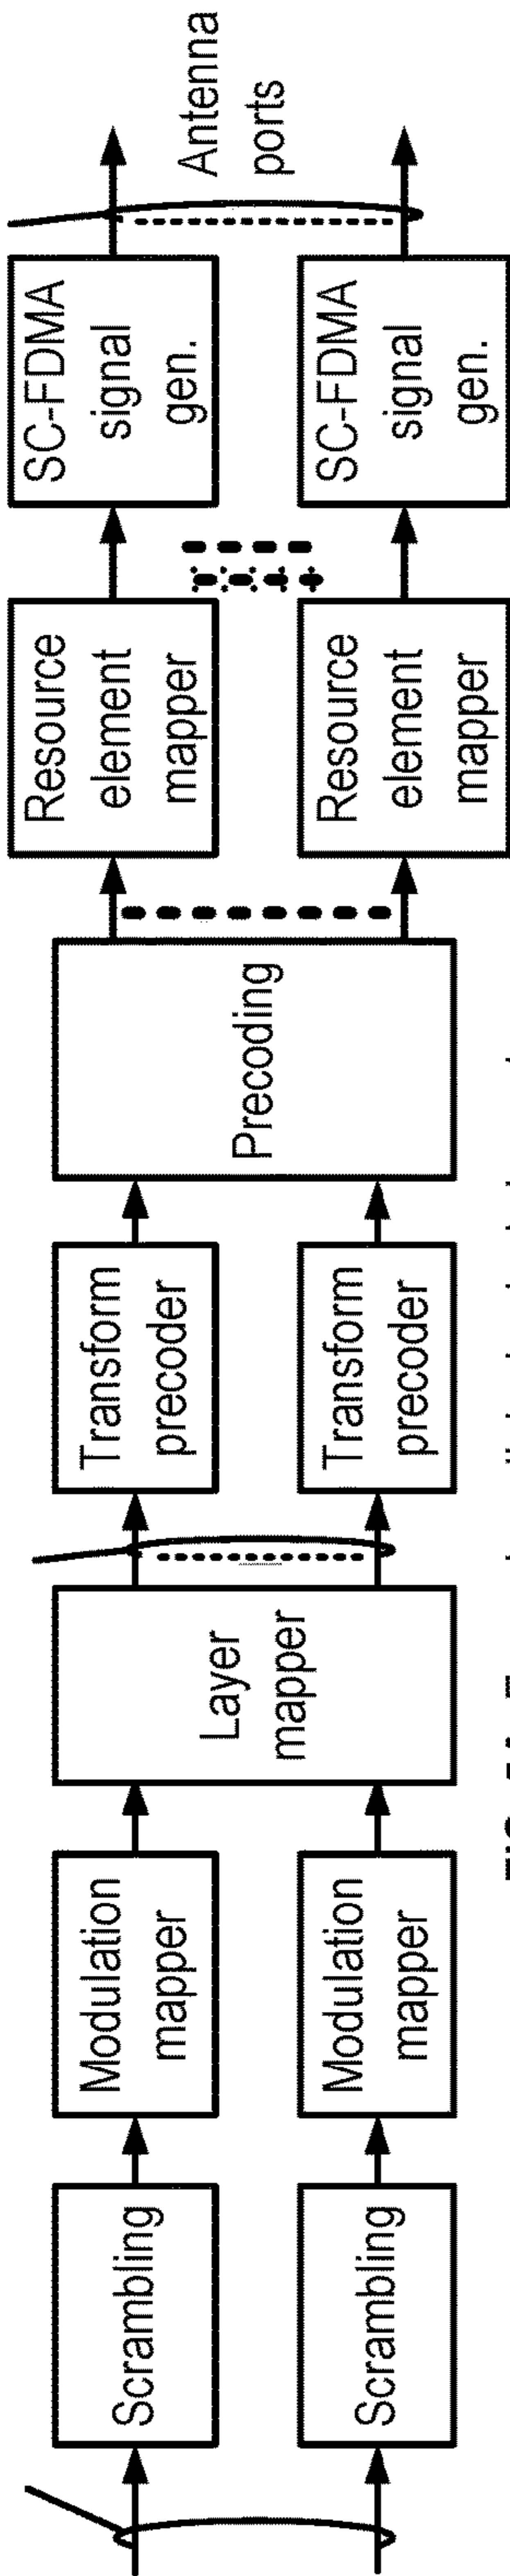 Scrambling
Modulation
mapper
Layer
mapper
Transform
precoder
Precoding
Resource
element
mapper
SC-FDMA
signal
gen.
Antenna
ports
Scrambling
Modulation
mapper
Transform
precoder
Resource
element
mapper
SC-FDMA
signal
gen.